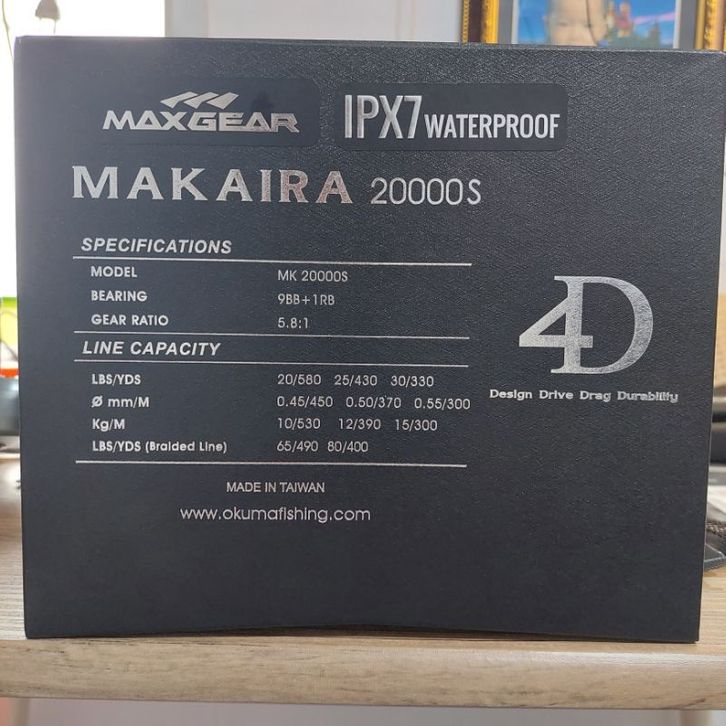 MAXGEAR
IPX7 WATERPROOF
MAKAIRA 20000S
SPECIFICATIONS
MODEL MK 20000S
BEARING 9BB+1RB
GEAR RATIO 5.8:1
LINE CAPACITY
LBS/YDS 20/580 25/430 30/330
Ø mm/M 0.45/450 0.50/370 0.55/300
Kg/M 10/530 12/390 15/300
LBS/YDS (Braided Line) 65/490 80/400
4D
Design Drive Drag Durability
MADE IN TAIWAN
www.okumafishing.com